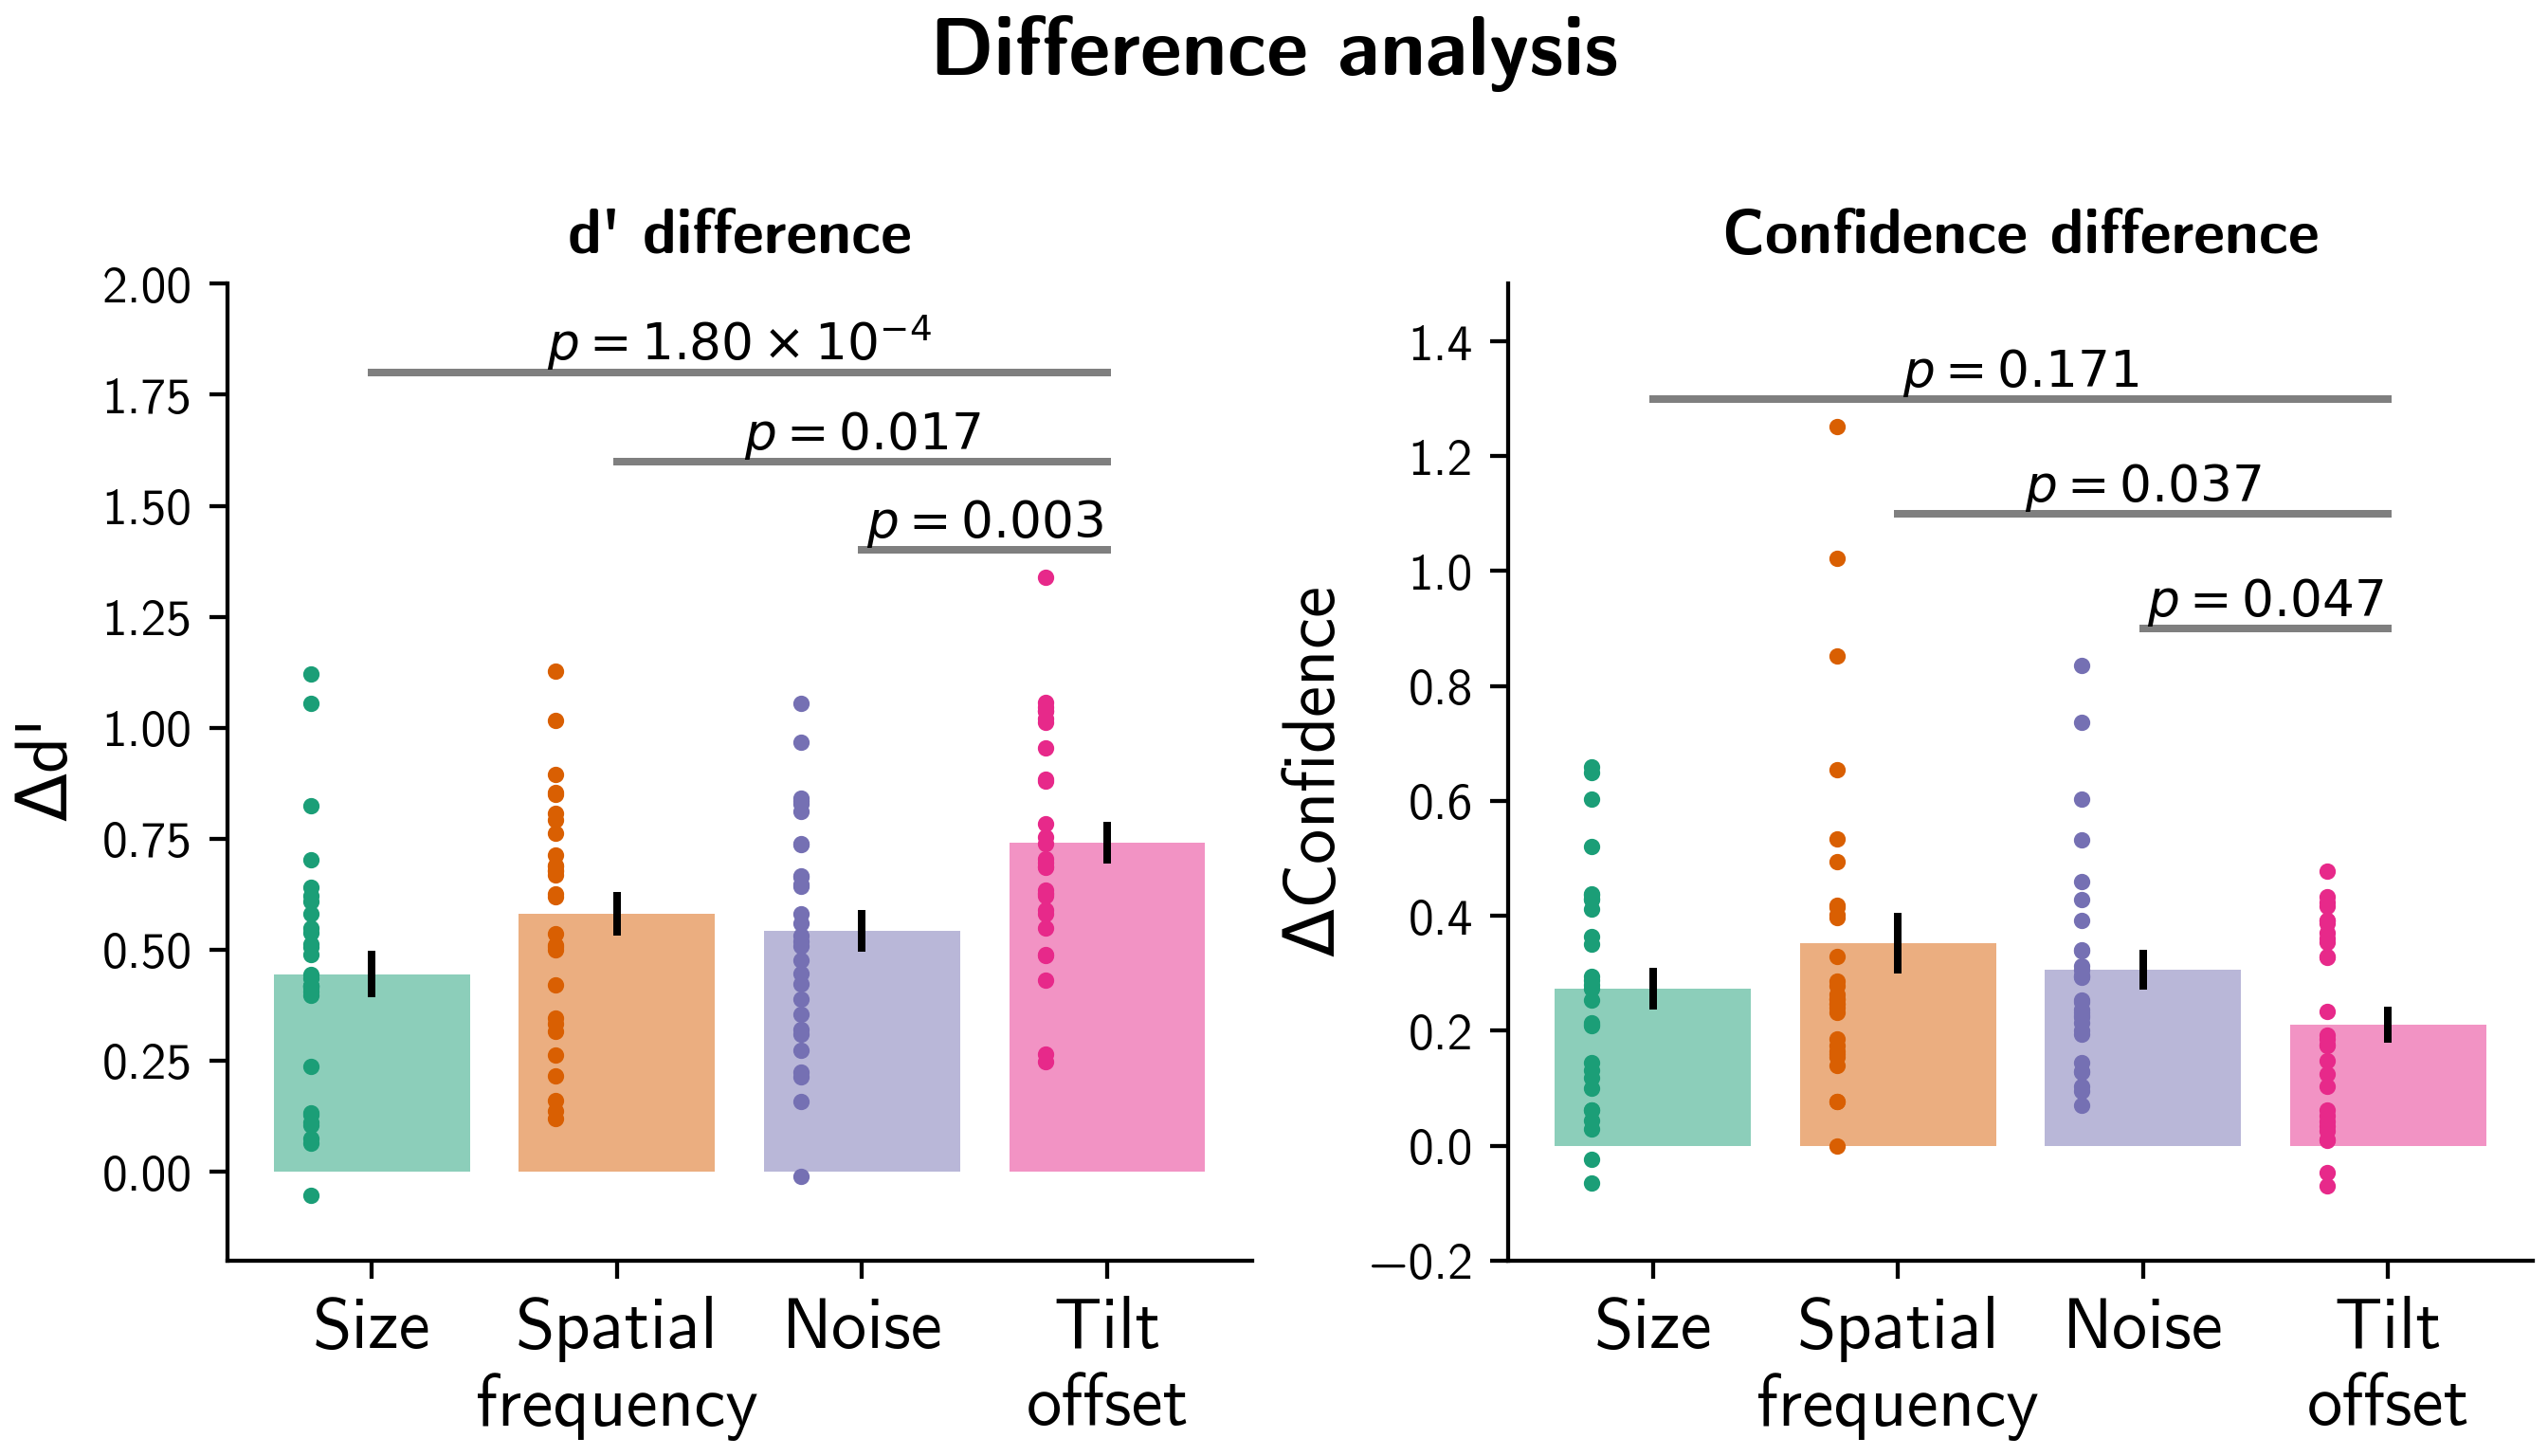 Difference analysis
d' difference
Δd'
2.00
1.75
1.50
1.25
1.00
0.75
0.50
0.25
0.00
p = 1.80 × 10⁻⁴
p = 0.017
p = 0.003
Size
Spatial
frequency
Noise
Tilt
offset
Confidence difference
ΔConfidence
1.4
1.2
1.0
0.8
0.6
0.4
0.2
0.0
−0.2
p = 0.171
p = 0.037
p = 0.047
Size
Spatial
frequency
Noise
Tilt
offset